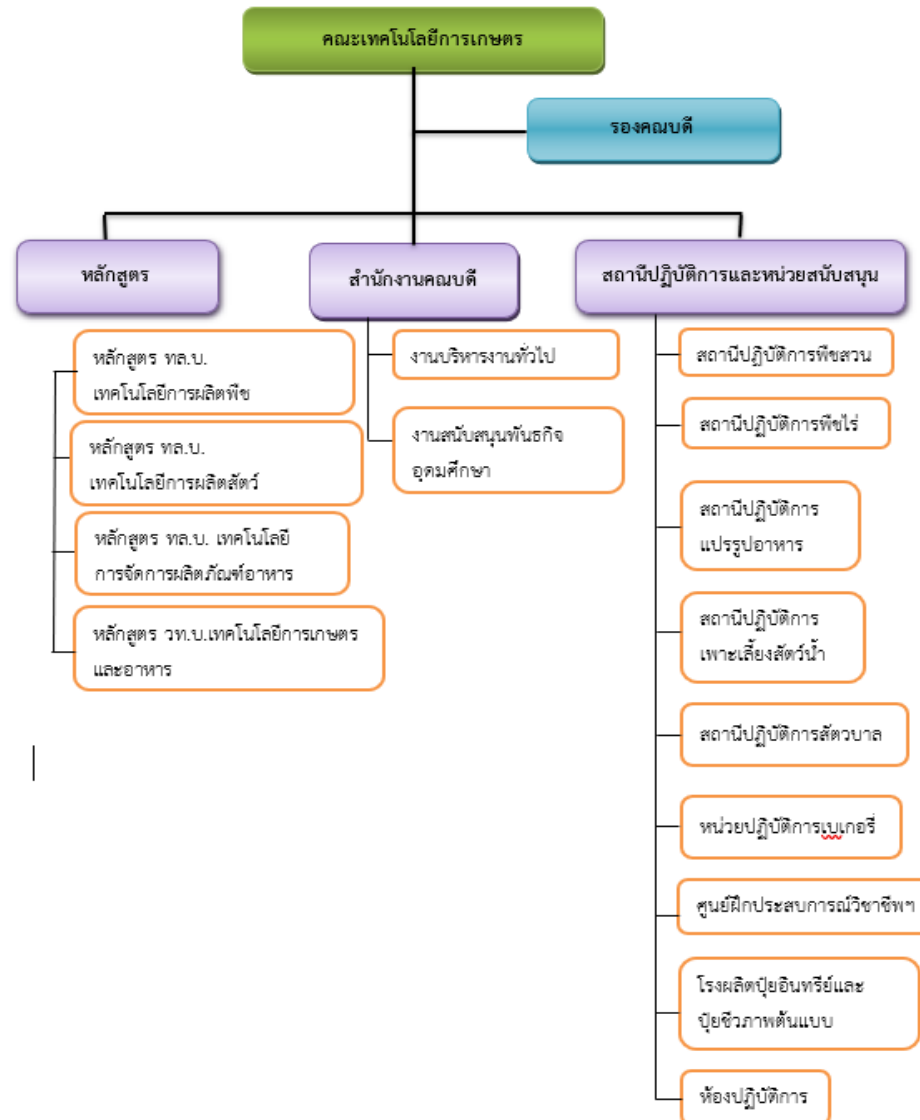 คณะเทคโนโลยีการเกษตร
รองคณบดี
หลักสูตร
สำนักงานคณบดี
สถานีปฏิบัติการและหน่วยสนับสนุน
หลักสูตร ทล.บ.
เทคโนโลยีการผลิตพืช
หลักสูตร ทล.บ.
เทคโนโลยีการผลิตสัตว์
หลักสูตร ทล.บ. เทคโนโลยี
การจัดการผลิตภัณฑ์อาหาร
หลักสูตร วท.บ.เทคโนโลยีการเกษตร
และอาหาร
งานบริหารงานทั่วไป
งานสนับสนุนพันธกิจ
อุดมศึกษา
สถานีปฏิบัติการพืชสวน
สถานีปฏิบัติการพืชไร่
สถานีปฏิบัติการ
แปรรูปอาหาร
สถานีปฏิบัติการ
เพาะเลี้ยงสัตว์น้ำ
สถานีปฏิบัติการสัตวบาล
หน่วยปฏิบัติการเบเกอรี่
ศูนย์ฝึกประสบการณ์วิชาชีพฯ
โรงผลิตปุ๋ยอินทรีย์และ
ปุ๋ยชีวภาพต้นแบบ
ห้องปฏิบัติการ